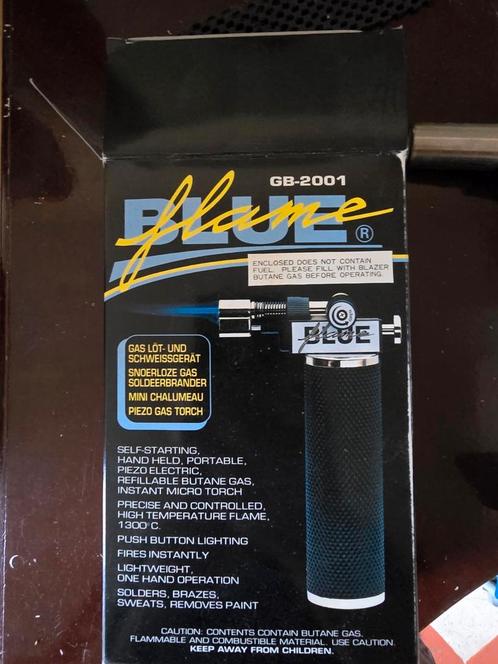 GB-2001
BLUE
flame ®
ENCLOSED DOES NOT CONTAIN
FUEL. PLEASE FILL WITH BLAZER
BUTANE GAS BEFORE OPERATING.
BLUE
flame
GAS LÖT- UND
SCHWEISSGERÄT
SNOERLOZE GAS
SOLDEERBRANDER
MINI CHALUMEAU
PIEZO GAS TORCH
SELF-STARTING,
HAND HELD, PORTABLE,
PIEZO ELECTRIC,
REFILLABLE BUTANE GAS,
INSTANT MICRO TORCH
PRECISE AND CONTROLLED,
HIGH TEMPERATURE FLAME,
1300°C.
PUSH BUTTON LIGHTING
FIRES INSTANTLY
LIGHTWEIGHT,
ONE HAND OPERATION
SOLDERS, BRAZES,
SWEATS, REMOVES PAINT
CAUTION: CONTENTS CONTAIN BUTANE GAS.
FLAMMABLE AND COMBUSTIBLE MATERIAL. USE CAUTION.
KEEP AWAY FROM CHILDREN.